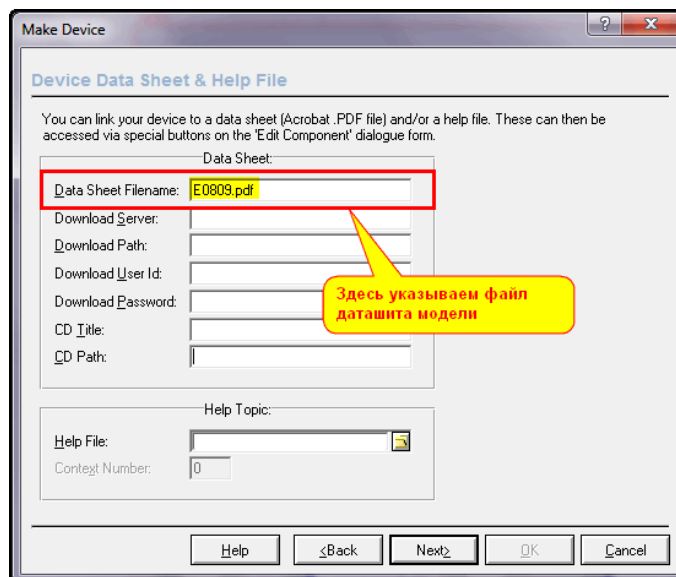 Make Device
?
x
Device Data Sheet & Help File
You can link your device to a data sheet (Acrobat .PDF file) and/or a help file. These can then be
accessed via special buttons on the 'Edit Component' dialogue form.
Data Sheet:
Data Sheet Filename: E0809.pdf
Download Server:
Download Path:
Download User Id:
Download Password:
CD Title:
CD Path:
Здесь указываем файл
даташита модели
Help Topic:
Help File:
Context Number: 0
Help <Back Next> OK Cancel